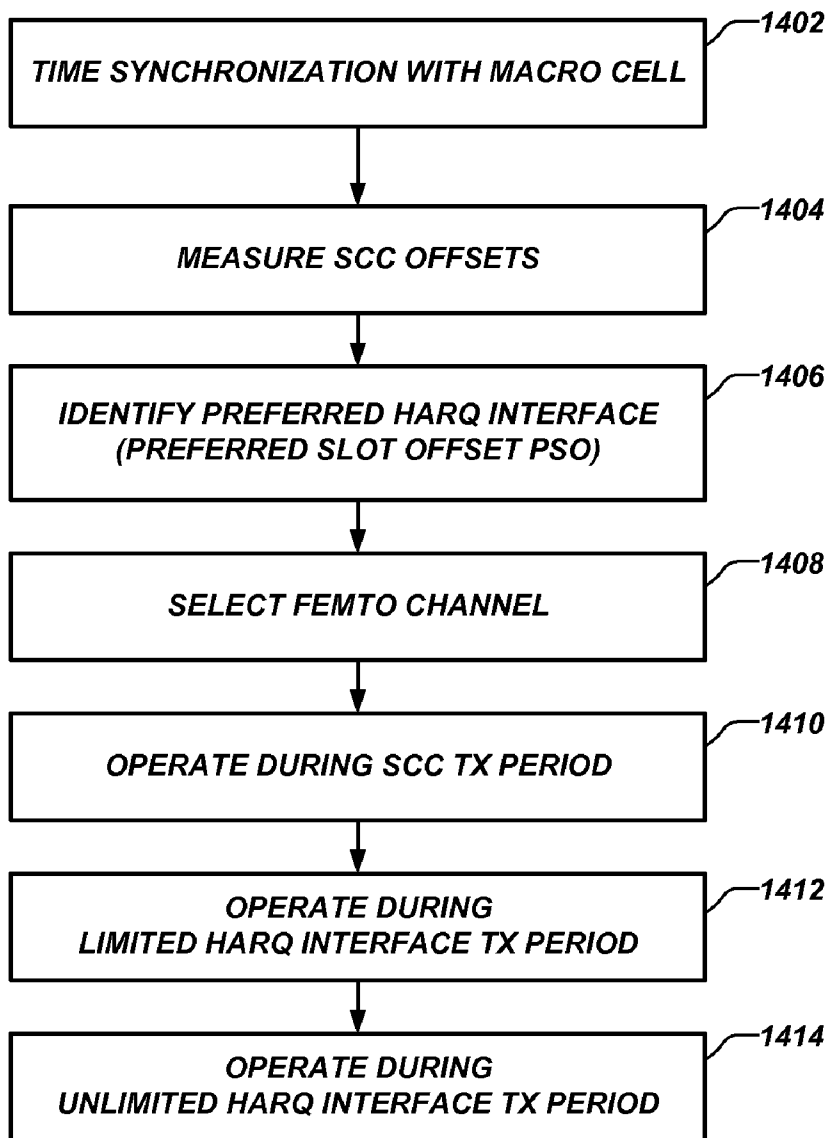 1402
TIME SYNCHRONIZATION WITH MACRO CELL
1404
MEASURE SCC OFFSETS
1406
IDENTIFY PREFERRED HARQ INTERFACE
(PREFERRED SLOT OFFSET PSO)
1408
SELECT FEMTO CHANNEL
1410
OPERATE DURING SCC TX PERIOD
1412
OPERATE DURING
LIMITED HARQ INTERFACE TX PERIOD
1414
OPERATE DURING
UNLIMITED HARQ INTERFACE TX PERIOD